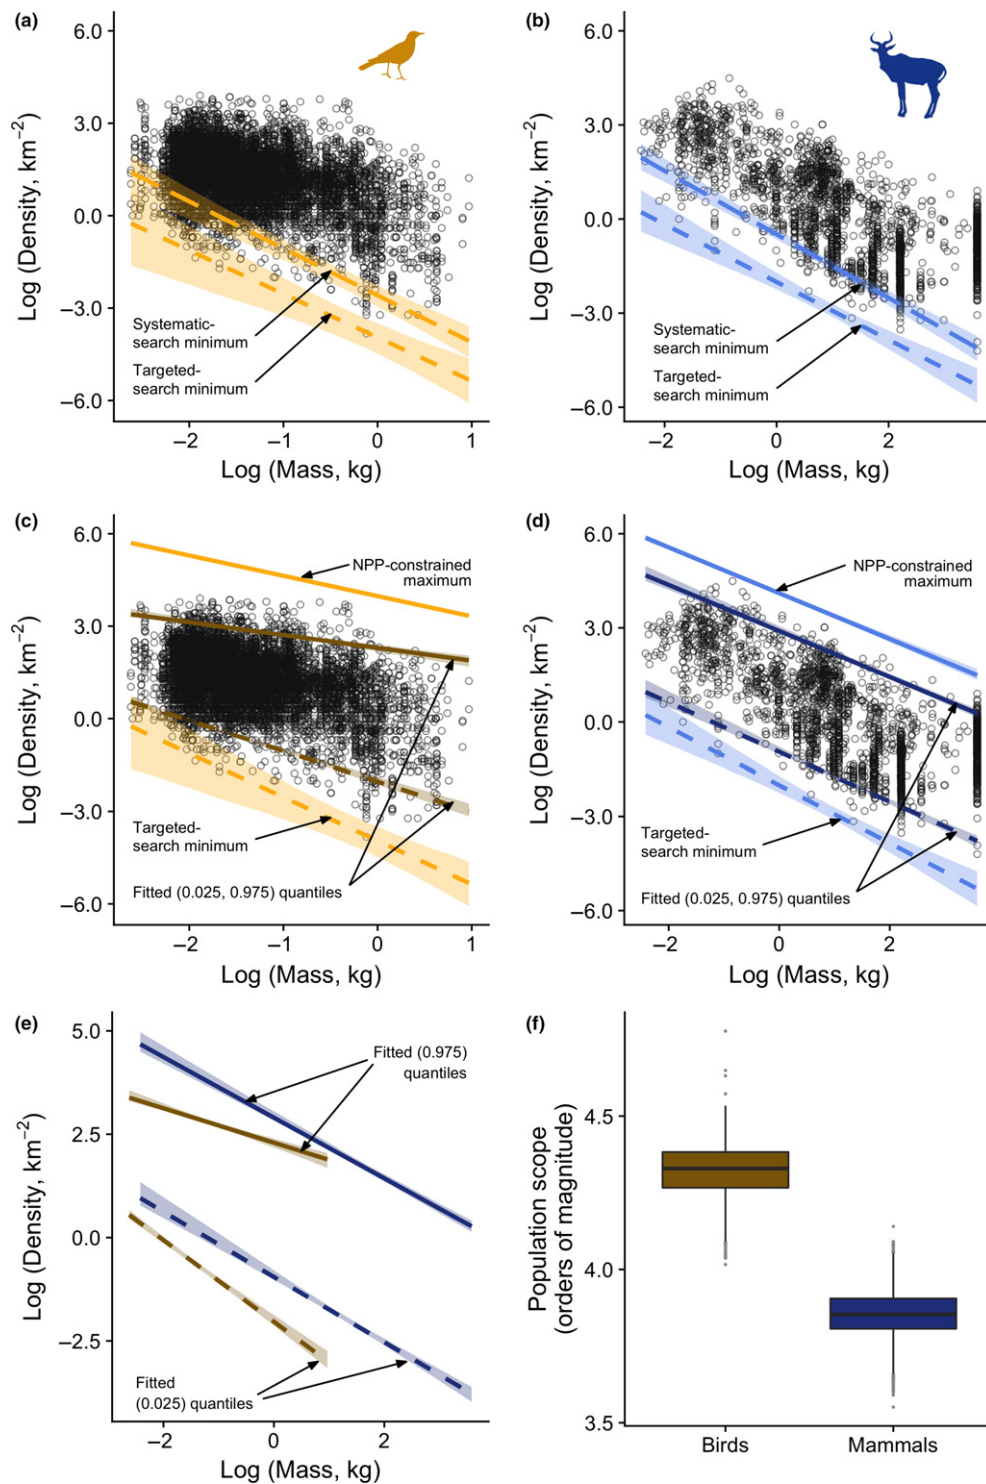 (a)
6.0
3.0
0.0
−3.0
−6.0
Log (Density, km⁻²)
Systematic-
search minimum
Targeted-
search minimum
−2
−1
0
1
Log (Mass, kg)
(b)
6.0
3.0
0.0
−3.0
−6.0
Log (Density, km⁻²)
Systematic-
search minimum
Targeted-
search minimum
−2
0
2
Log (Mass, kg)
(c)
6.0
3.0
0.0
−3.0
−6.0
Log (Density, km⁻²)
NPP-constrained
maximum
Targeted-
search minimum
Fitted (0.025, 0.975) quantiles
−2
−1
0
1
Log (Mass, kg)
(d)
6.0
3.0
0.0
−3.0
−6.0
Log (Density, km⁻²)
NPP-constrained
maximum
Targeted-
search minimum
Fitted (0.025, 0.975) quantiles
−2
0
2
Log (Mass, kg)
(e)
5.0
2.5
0.0
−2.5
Log (Density, km⁻²)
Fitted (0.975)
quantiles
Fitted
(0.025) quantiles
−2
0
2
Log (Mass, kg)
(f)
4.5
4.0
3.5
Population scope
(orders of magnitude)
Birds
Mammals